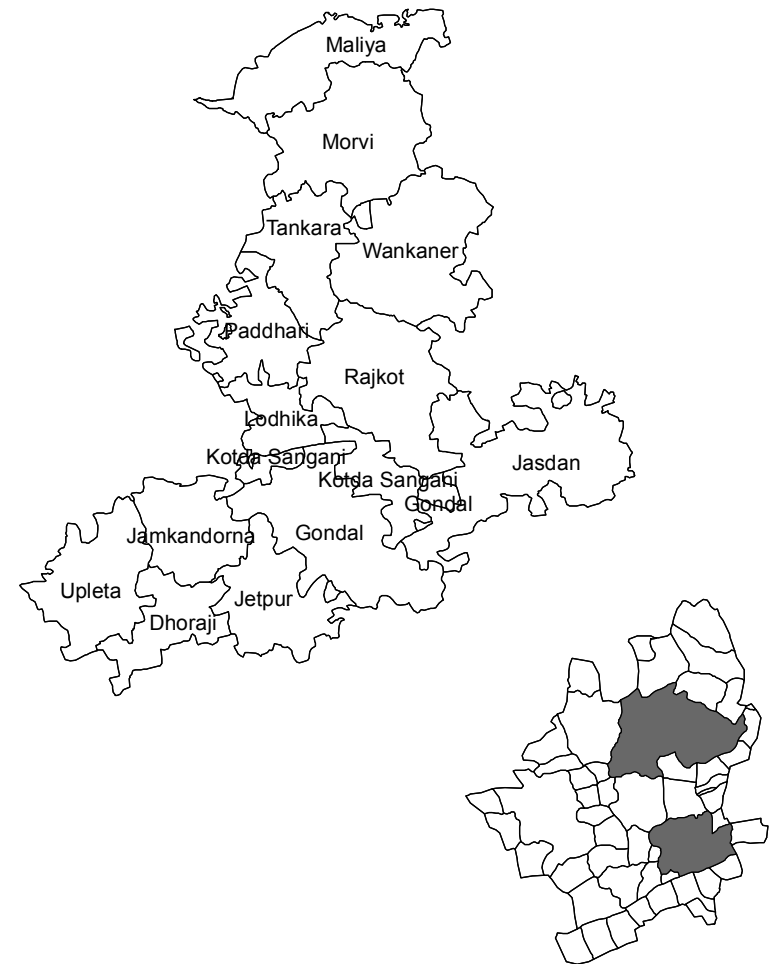 Maliya
Morvi
Tankara
Wankaner
Paddhari
Rajkot
Lodhika
Kotda Sangani
Jasdan
Kotda Sangani
Gondal
Gondal
Jamkandorna
Upleta
Jetpur
Dhoraji